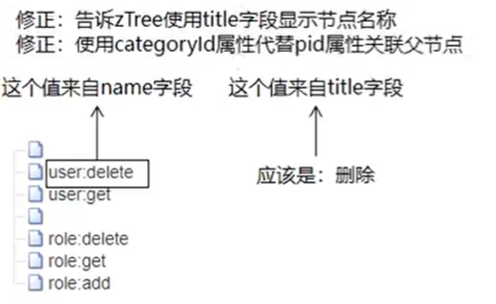 修正：告诉zTree使用title字段显示节点名称
修正：使用categoryId属性代替pid属性关联父节点
这个值来自name字段 这个值来自title字段
user:delete 应该是：删除
user:get
role:delete
role:get
role:add